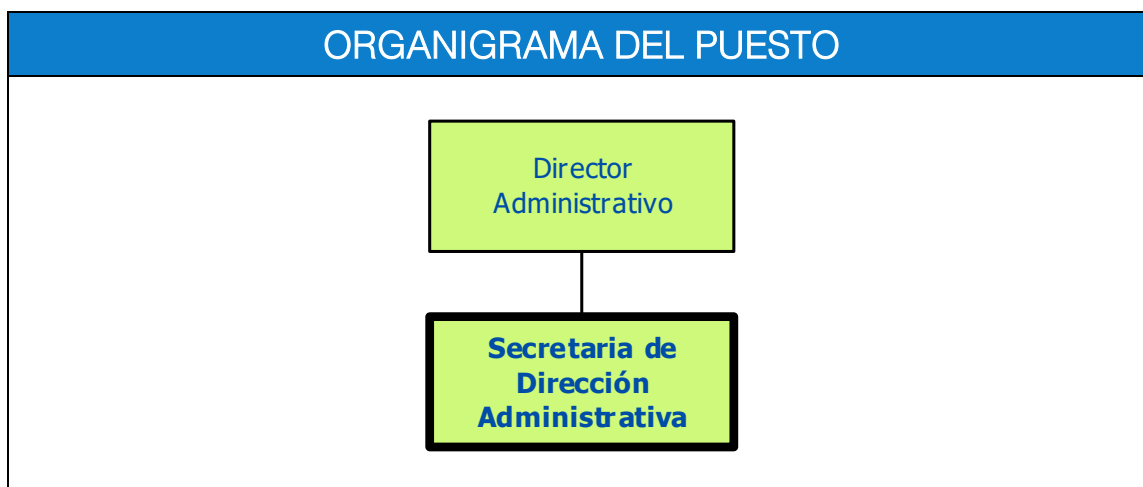 ORGANIGRAMA DEL PUESTO
Director
Administrativo
Secretaria de
Dirección
Administrativa